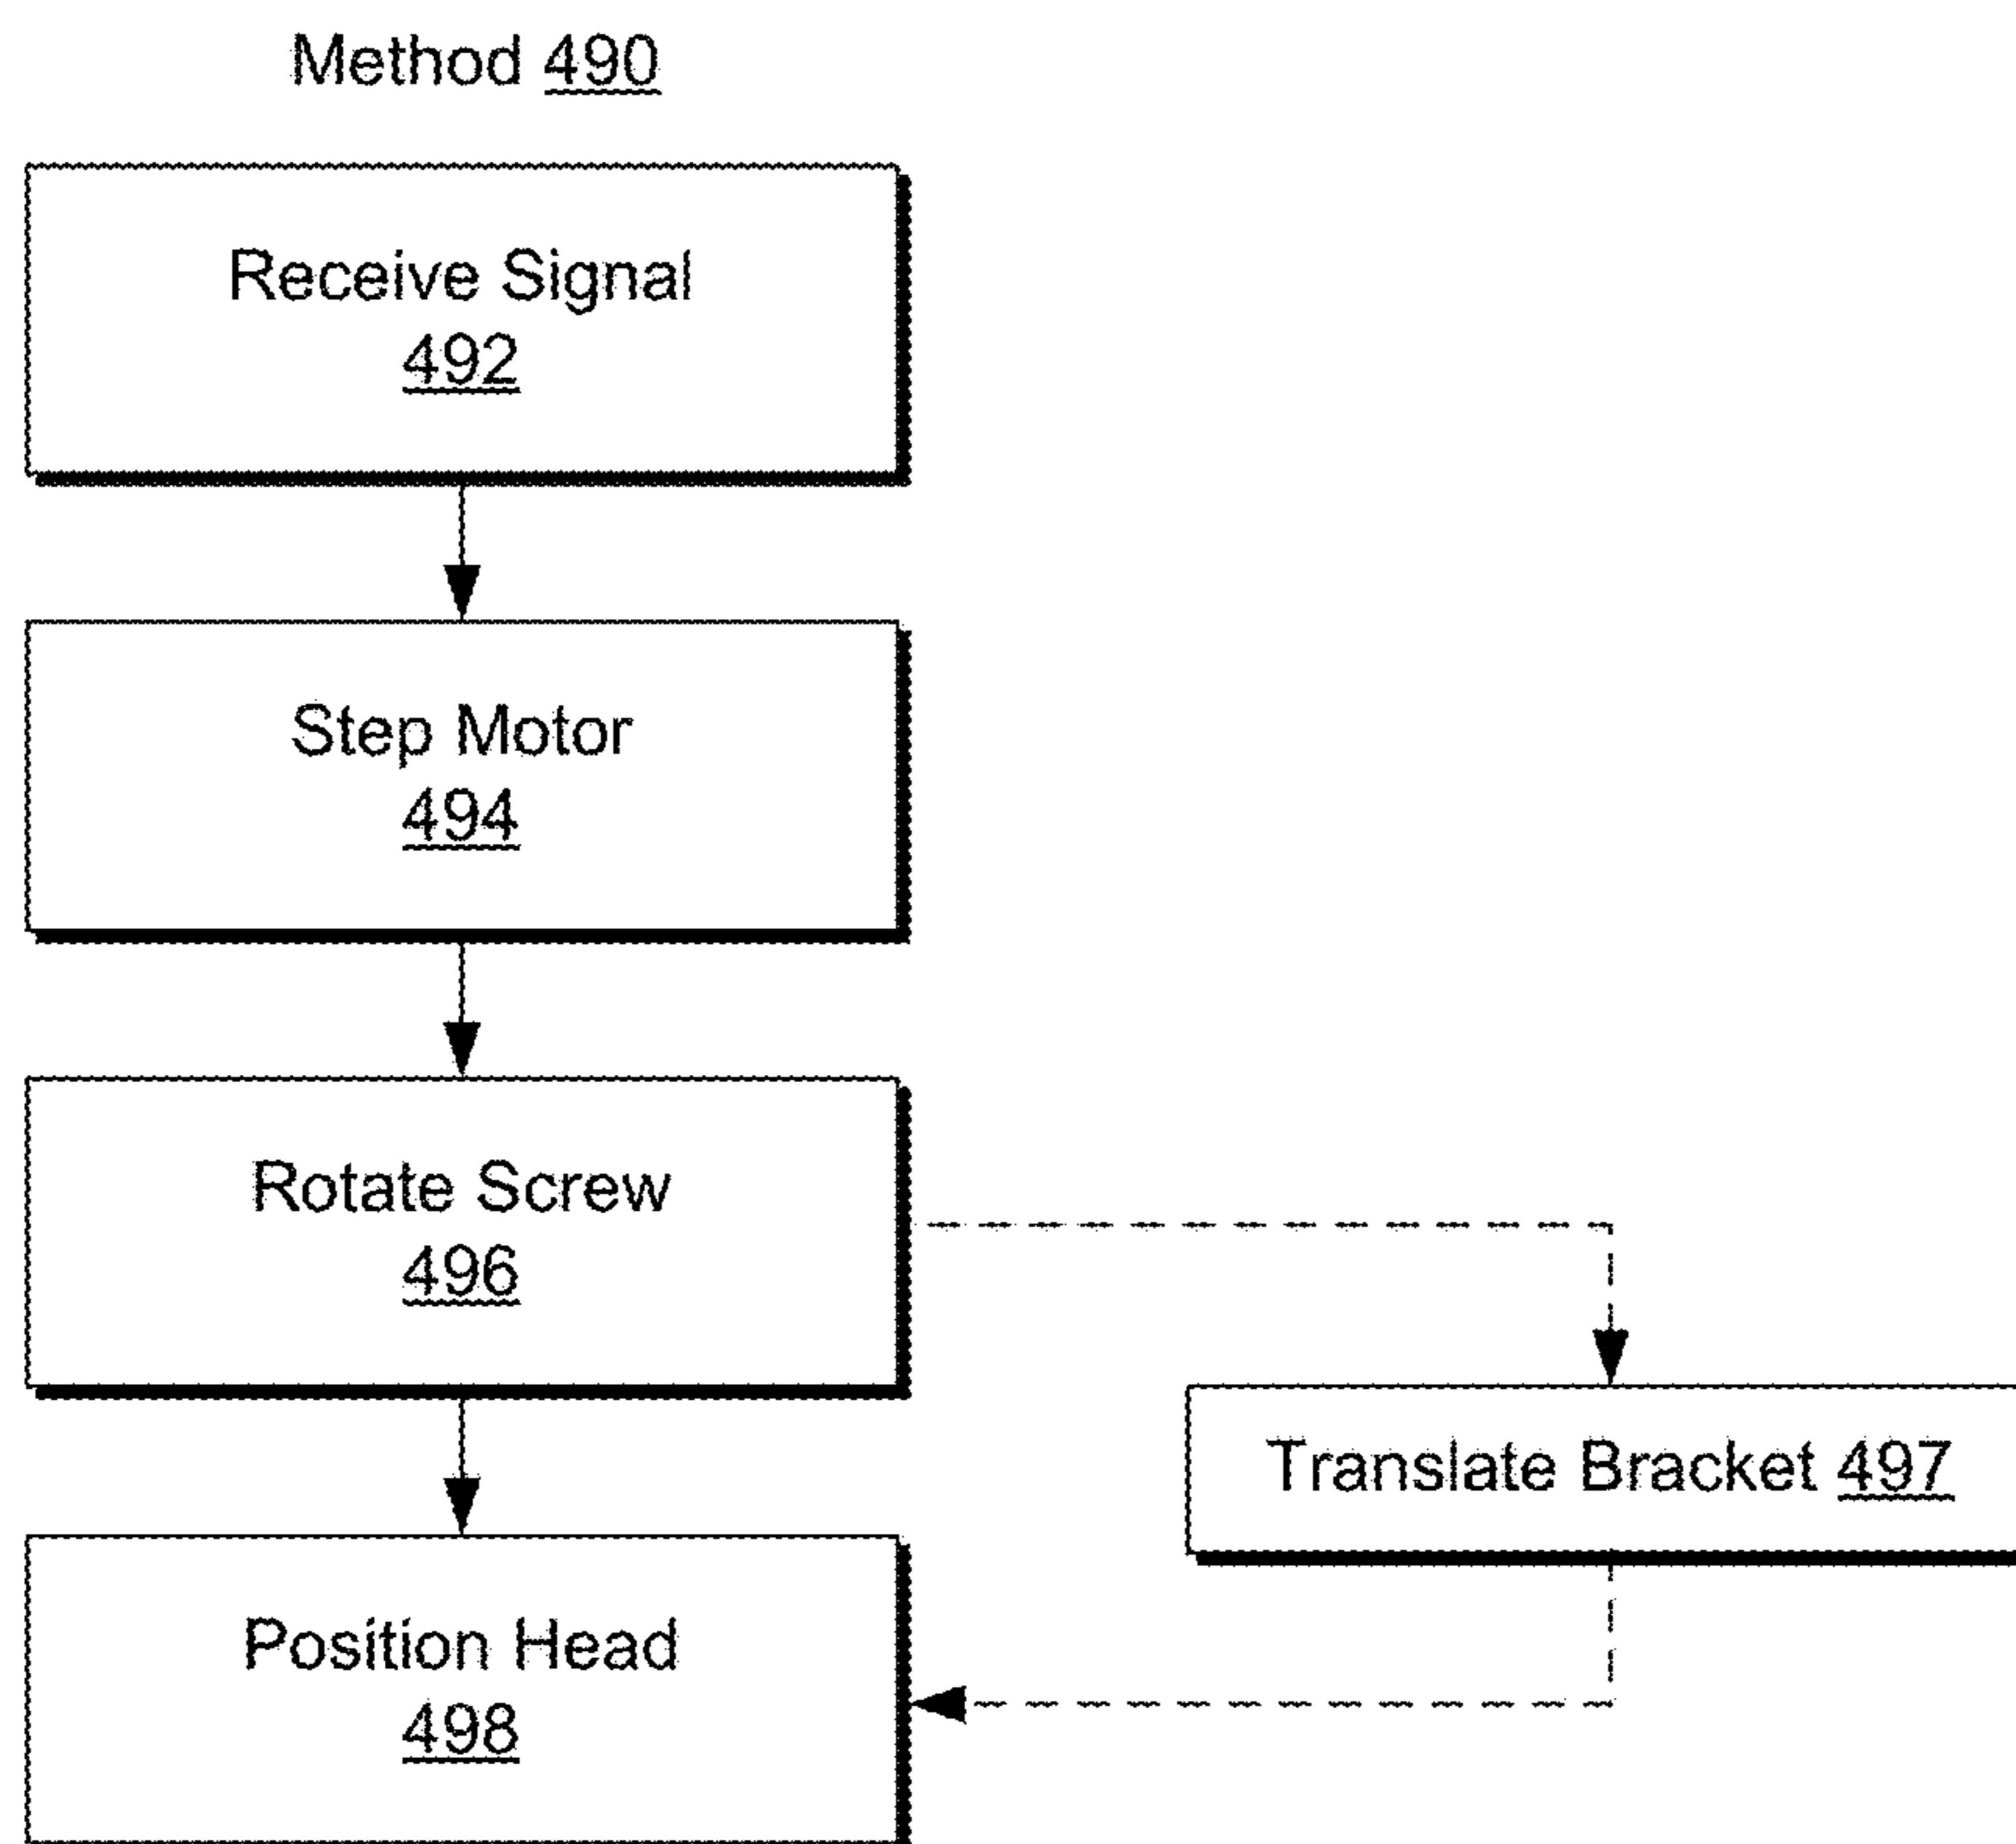 Method 490
Receive Signal
492
Step Motor
494
Rotate Screw
496
Translate Bracket 497
Position Head
498